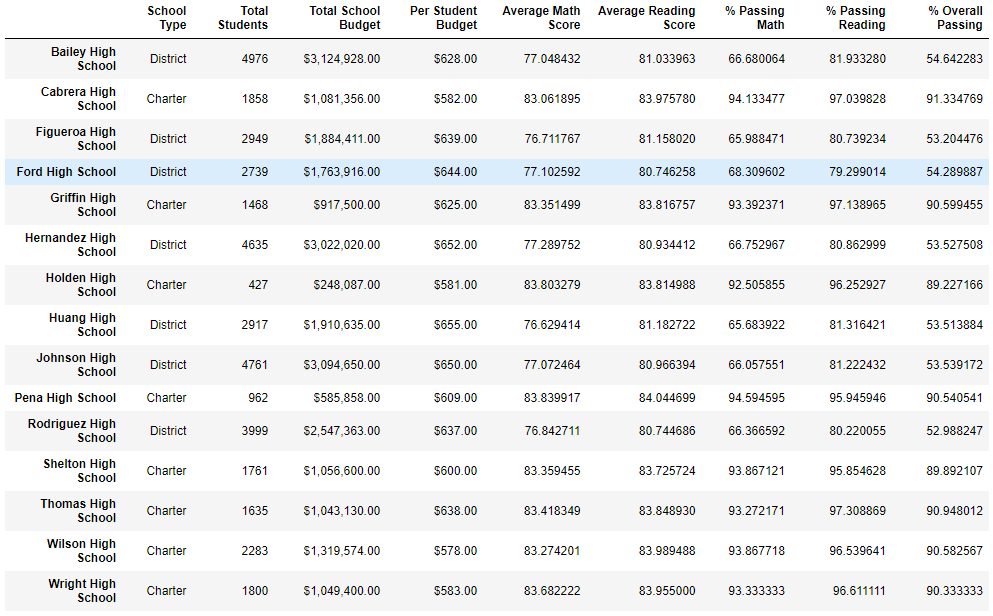 School Type Total Students Total School Budget Per Student Budget Average Math Score Average Reading Score % Passing Math % Passing Reading % Overall Passing
Bailey High School District 4976 $3,124,928.00 $628.00 77.048432 81.033963 66.680064 81.933280 54.642283
Cabrera High School Charter 1858 $1,081,356.00 $582.00 83.061895 83.975780 94.133477 97.039828 91.334769
Figueroa High School District 2949 $1,884,411.00 $639.00 76.711767 81.158020 65.988471 80.739234 53.204476
Ford High School District 2739 $1,763,916.00 $644.00 77.102592 80.746258 68.309602 79.299014 54.289887
Griffin High School Charter 1468 $917,500.00 $625.00 83.351499 83.816757 93.392371 97.138965 90.599455
Hernandez High School District 4635 $3,022,020.00 $652.00 77.289752 80.934412 66.752967 80.862999 53.527508
Holden High School Charter 427 $248,087.00 $581.00 83.803279 83.814988 92.505855 96.252927 89.227166
Huang High School District 2917 $1,910,635.00 $655.00 76.629414 81.182722 65.683922 81.316421 53.513884
Johnson High School District 4761 $3,094,650.00 $650.00 77.072464 80.966394 66.057551 81.222432 53.539172
Pena High School Charter 962 $585,858.00 $609.00 83.839917 84.044699 94.594595 95.945946 90.540541
Rodriguez High School District 3999 $2,547,363.00 $637.00 76.842711 80.744686 66.366592 80.220055 52.988247
Shelton High School Charter 1761 $1,056,600.00 $600.00 83.359455 83.725724 93.867121 95.854628 89.892107
Thomas High School Charter 1635 $1,043,130.00 $638.00 83.418349 83.848930 93.272171 97.308869 90.948012
Wilson High School Charter 2283 $1,319,574.00 $578.00 83.274201 83.989488 93.867718 96.539641 90.582567
Wright High School Charter 1800 $1,049,400.00 $583.00 83.682222 83.955000 93.333333 96.611111 90.333333